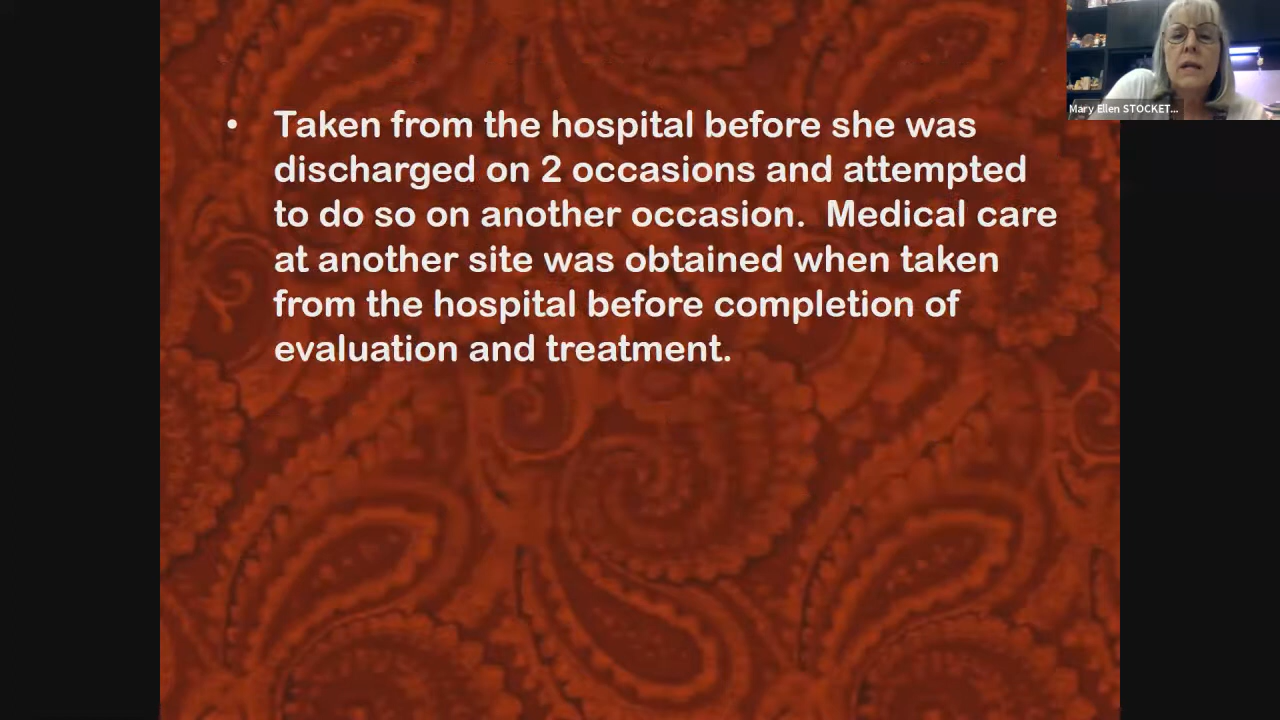 • Taken from the hospital before she was
discharged on 2 occasions and attempted
to do so on another occasion.  Medical care
at another site was obtained when taken
from the hospital before completion of
evaluation and treatment.
Mary Ellen STOCKET...